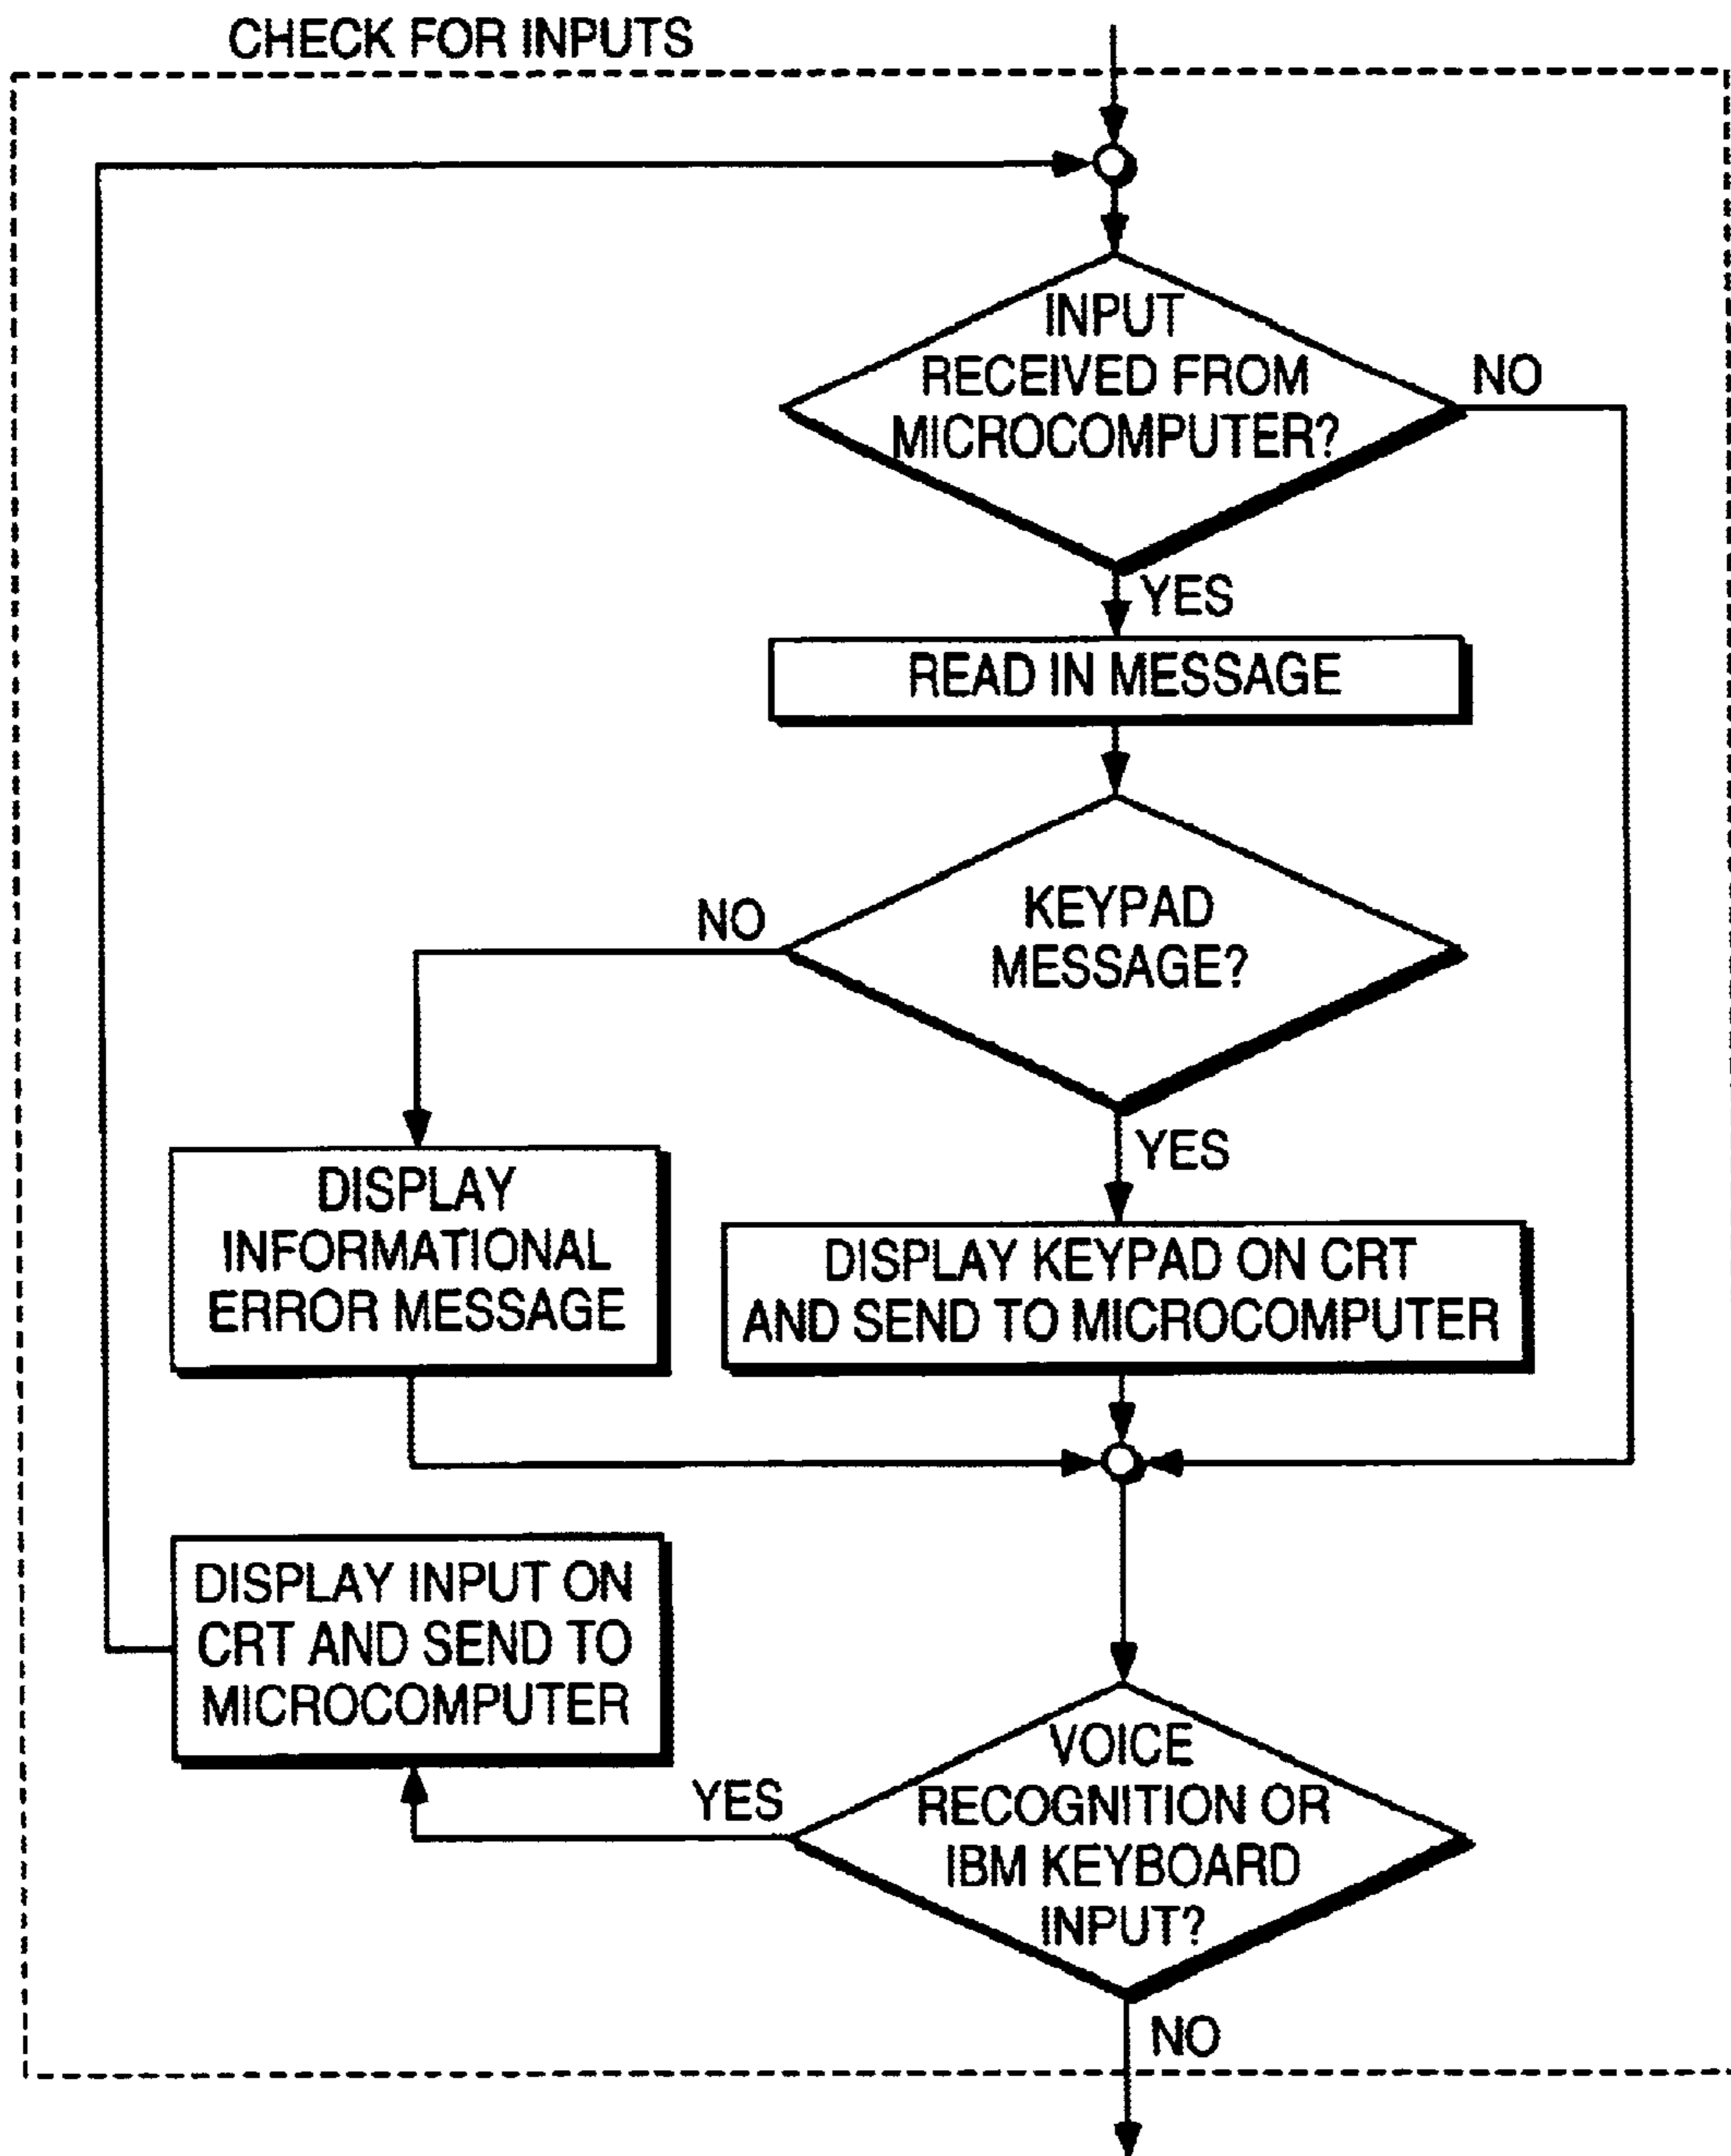 CHECK FOR INPUTS
INPUT
RECEIVED FROM
MICROCOMPUTER?
NO
YES
READ IN MESSAGE
KEYPAD
MESSAGE?
NO
YES
DISPLAY
INFORMATIONAL
ERROR MESSAGE
DISPLAY KEYPAD ON CRT
AND SEND TO MICROCOMPUTER
DISPLAY INPUT ON
CRT AND SEND TO
MICROCOMPUTER
VOICE
RECOGNITION OR
IBM KEYBOARD
INPUT?
YES
NO